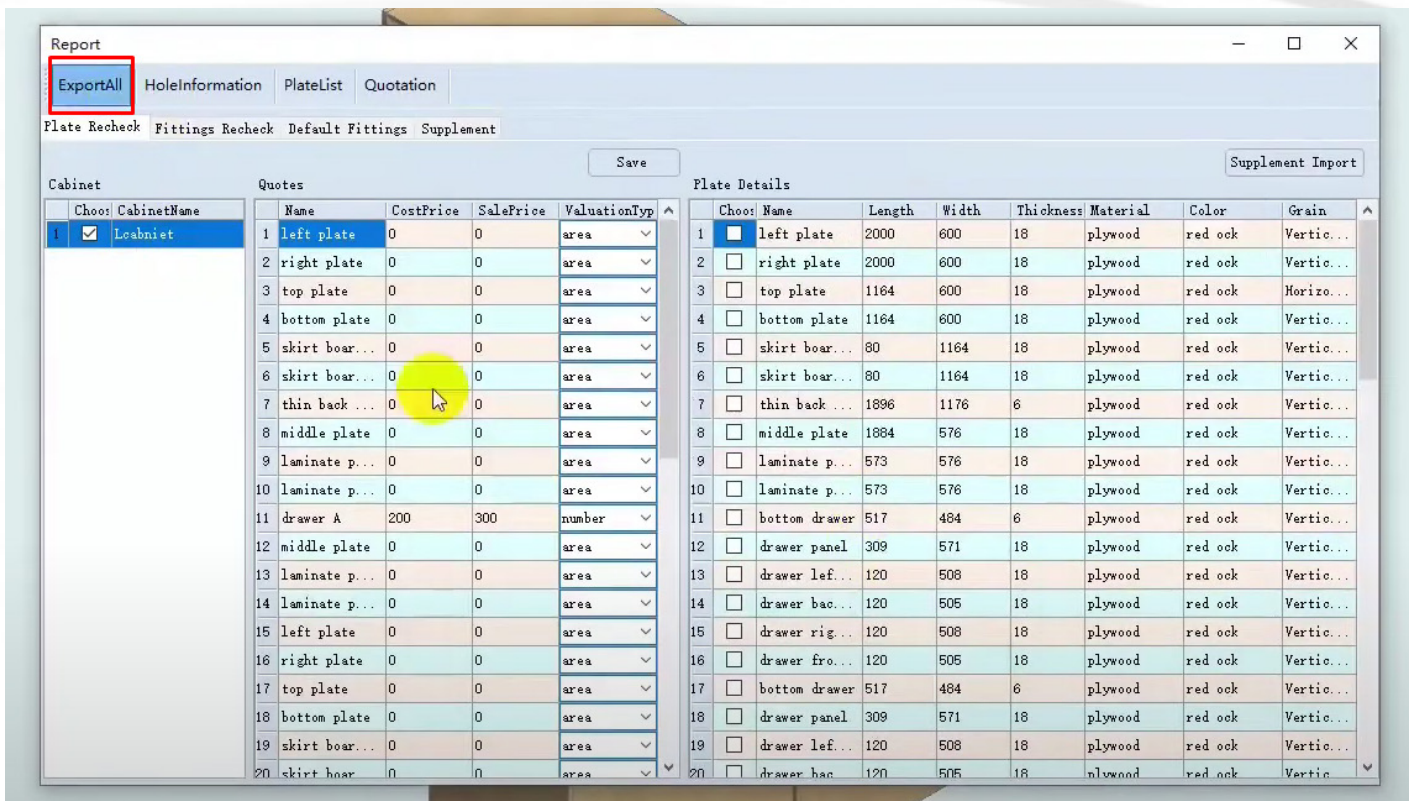 Report
ExportAll HoleInformation PlateList Quotation
Plate Recheck Fittings Recheck Default Fittings Supplement
Save Supplement Import
Cabinet Quotes Plate Details
Choo: CabinetName Name CostPrice SalePrice ValuationTyp Choo: Name Length Width Thickness Material Color Grain
1 Lcabniet 1 left plate 0 0 area 1 left plate 2000 600 18 plywood red ock Vertic...
2 right plate 0 0 area 2 right plate 2000 600 18 plywood red ock Vertic...
3 top plate 0 0 area 3 top plate 1164 600 18 plywood red ock Horizo...
4 bottom plate 0 0 area 4 bottom plate 1164 600 18 plywood red ock Vertic...
5 skirt boar... 0 0 area 5 skirt boar... 80 1164 18 plywood red ock Vertic...
6 skirt boar... 0 0 area 6 skirt boar... 80 1164 18 plywood red ock Vertic...
7 thin back ... 0 0 area 7 thin back ... 1896 1176 6 plywood red ock Vertic...
8 middle plate 0 0 area 8 middle plate 1884 576 18 plywood red ock Vertic...
9 laminate p... 0 0 area 9 laminate p... 573 576 18 plywood red ock Vertic...
10 laminate p... 0 0 area 10 laminate p... 573 576 18 plywood red ock Vertic...
11 drawer A 200 300 number 11 bottom drawer 517 484 6 plywood red ock Vertic...
12 middle plate 0 0 area 12 drawer panel 309 571 18 plywood red ock Vertic...
13 laminate p... 0 0 area 13 drawer lef... 120 508 18 plywood red ock Vertic...
14 laminate p... 0 0 area 14 drawer bac... 120 505 18 plywood red ock Vertic...
15 left plate 0 0 area 15 drawer rig... 120 508 18 plywood red ock Vertic...
16 right plate 0 0 area 16 drawer fro... 120 505 18 plywood red ock Vertic...
17 top plate 0 0 area 17 bottom drawer 517 484 6 plywood red ock Vertic...
18 bottom plate 0 0 area 18 drawer panel 309 571 18 plywood red ock Vertic...
19 skirt boar... 0 0 area 19 drawer lef... 120 508 18 plywood red ock Vertic...
20 skirt boar 0 0 area 20 drawer bac 120 505 18 plywood red ock Vertic